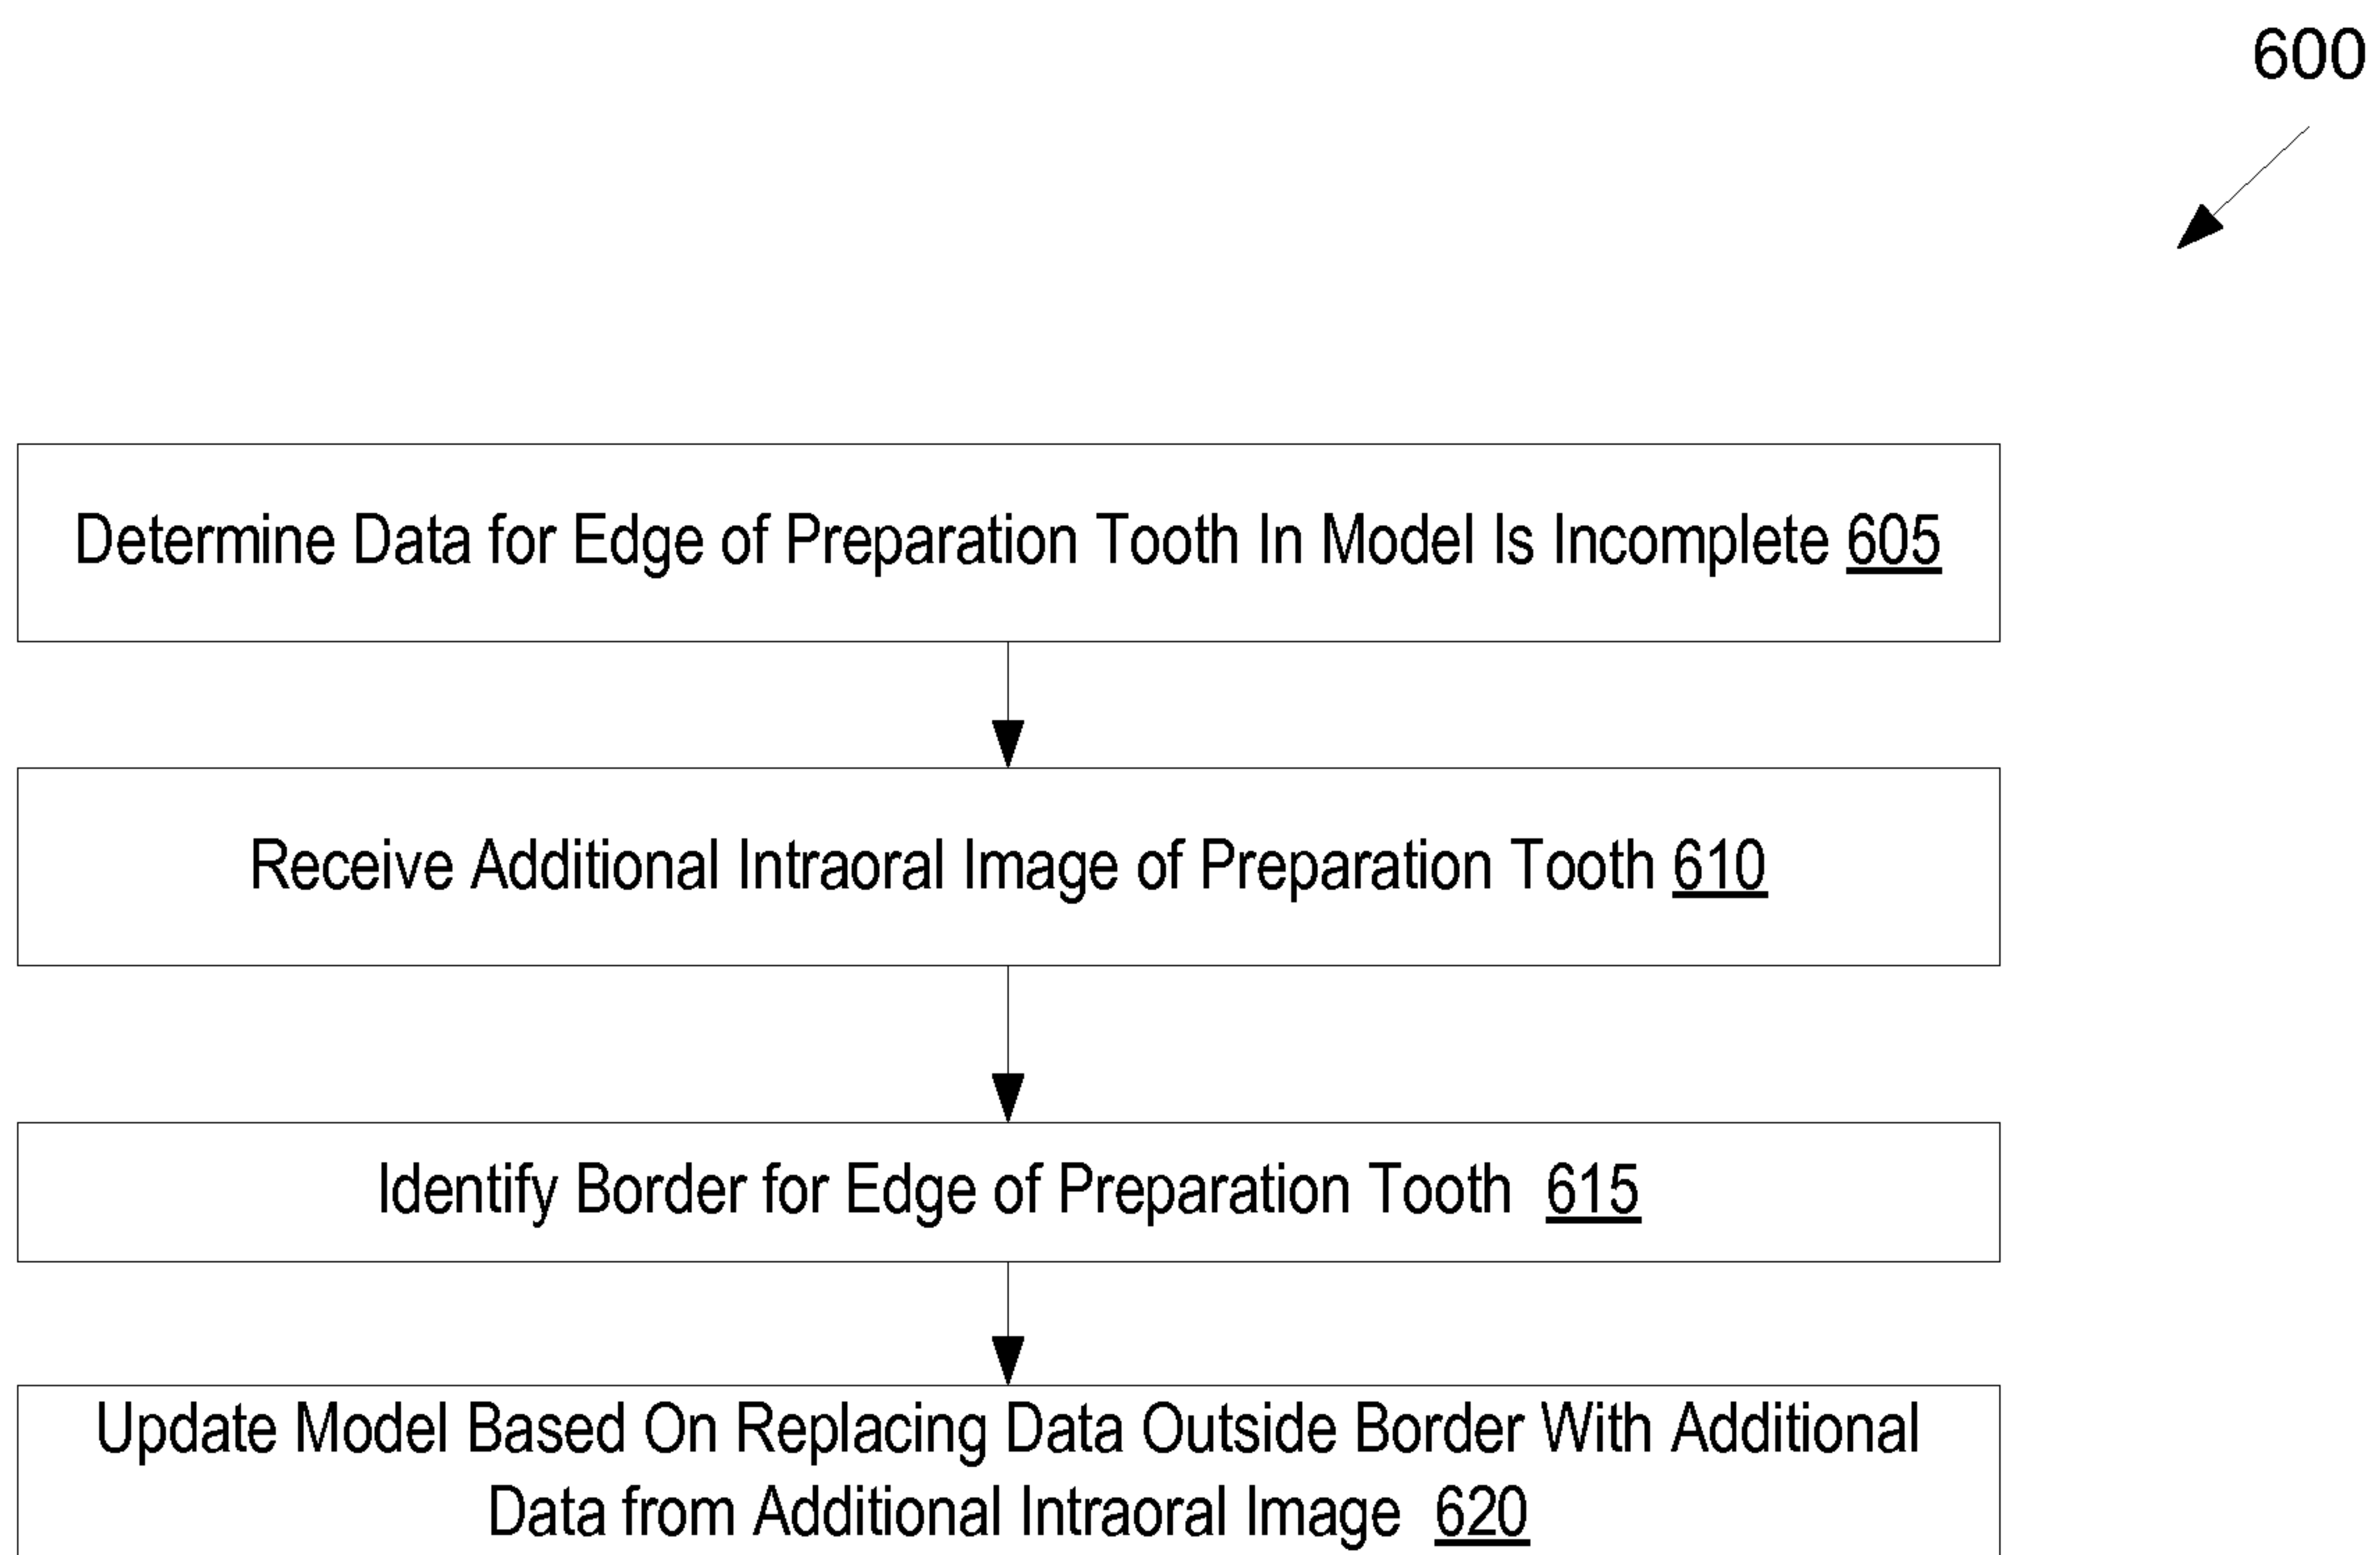 600
Determine Data for Edge of Preparation Tooth In Model Is Incomplete 605
Receive Additional Intraoral Image of Preparation Tooth 610
Identify Border for Edge of Preparation Tooth 615
Update Model Based On Replacing Data Outside Border With Additional
Data from Additional Intraoral Image 620